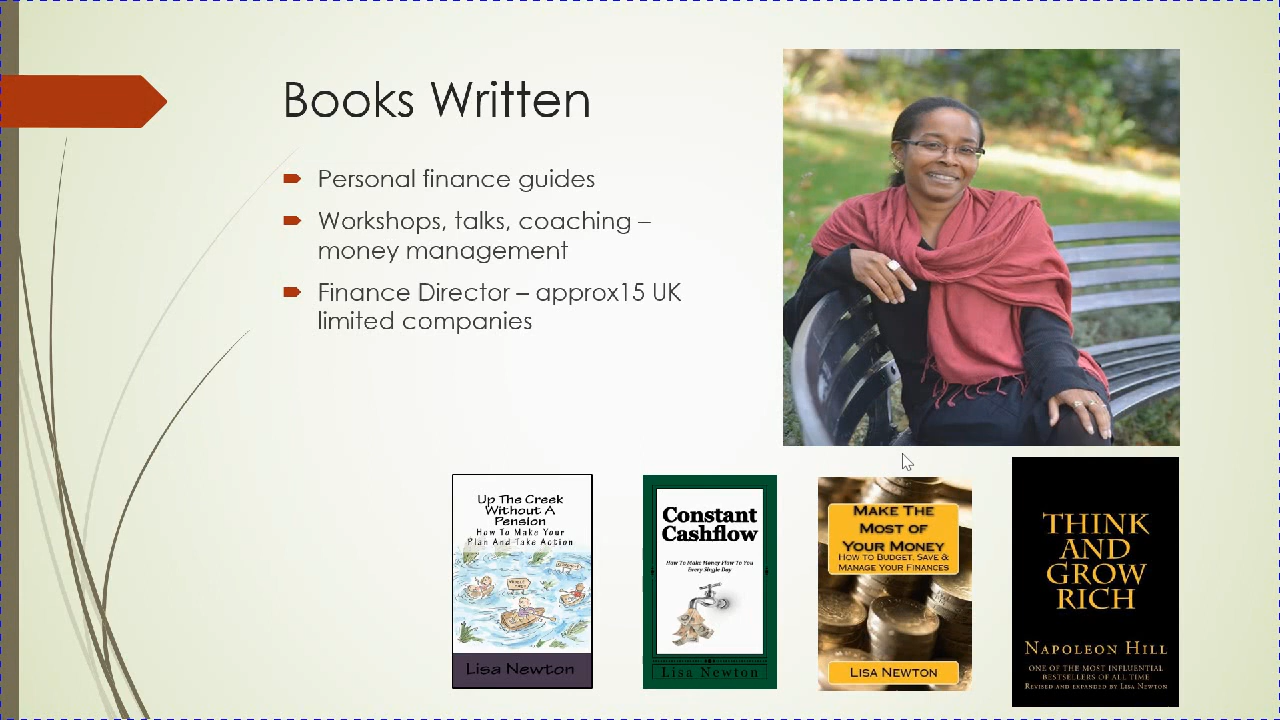 Books Written
Personal finance guides
Workshops, talks, coaching –
money management
Finance Director – approx15 UK
limited companies
Up The Creek
Without A
Pension
How To Make Your
Plan And Take Action
Lisa Newton
Constant
Cashflow
How To Make Money Flow To You
Every Single Day
Lisa Newton
MAKE THE
MOST OF
YOUR MONEY
HOW TO BUDGET, SAVE &
MANAGE YOUR FINANCES
LISA NEWTON
THINK
AND
GROW
RICH
NAPOLEON HILL
ONE OF THE MOST INFLUENTIAL
BESTSELLERS OF ALL TIME
REVISED AND EXPANDED BY LISA NEWTON